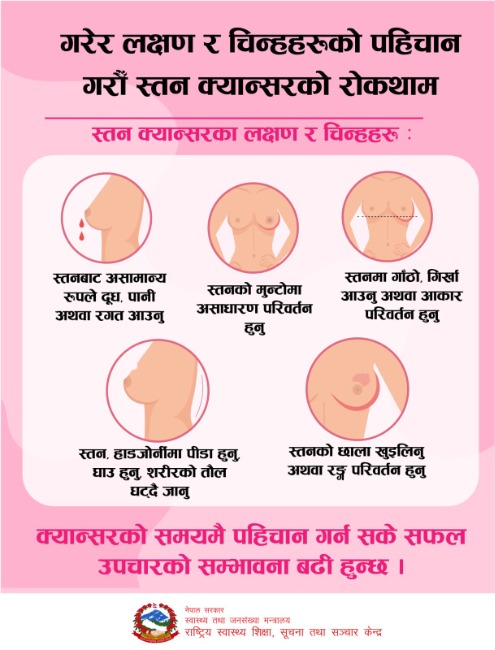 गरेर लक्षण र चिन्हहरूको पहिचान
गरौँ स्तन क्यान्सरको रोकथाम
स्तन क्यान्सरका लक्षण र चिन्हहरू :
स्तनबाट असामान्य
रुपले दूध, पानी
अथवा रगत आउनु
स्तनको मुन्टोमा
असाधारण परिवर्तन
हुनु
स्तनमा गाँठो, गिर्खा
आउनु अथवा आकार
परिवर्तन हुनु
स्तन, हाडजोर्नीमा पीडा हुनु,
घाउ हुनु, शरीरको तौल
घट्दै जानु
स्तनको छाला खुइलिनु
अथवा रङ्ग परिवर्तन हुनु
क्यान्सरको समयमै पहिचान गर्न सके सफल
उपचारको सम्भावना बढी हुन्छ ।
नेपाल सरकार
स्वास्थ्य तथा जनसंख्या मन्त्रालय
राष्ट्रिय स्वास्थ्य शिक्षा, सूचना तथा सञ्चार केन्द्र